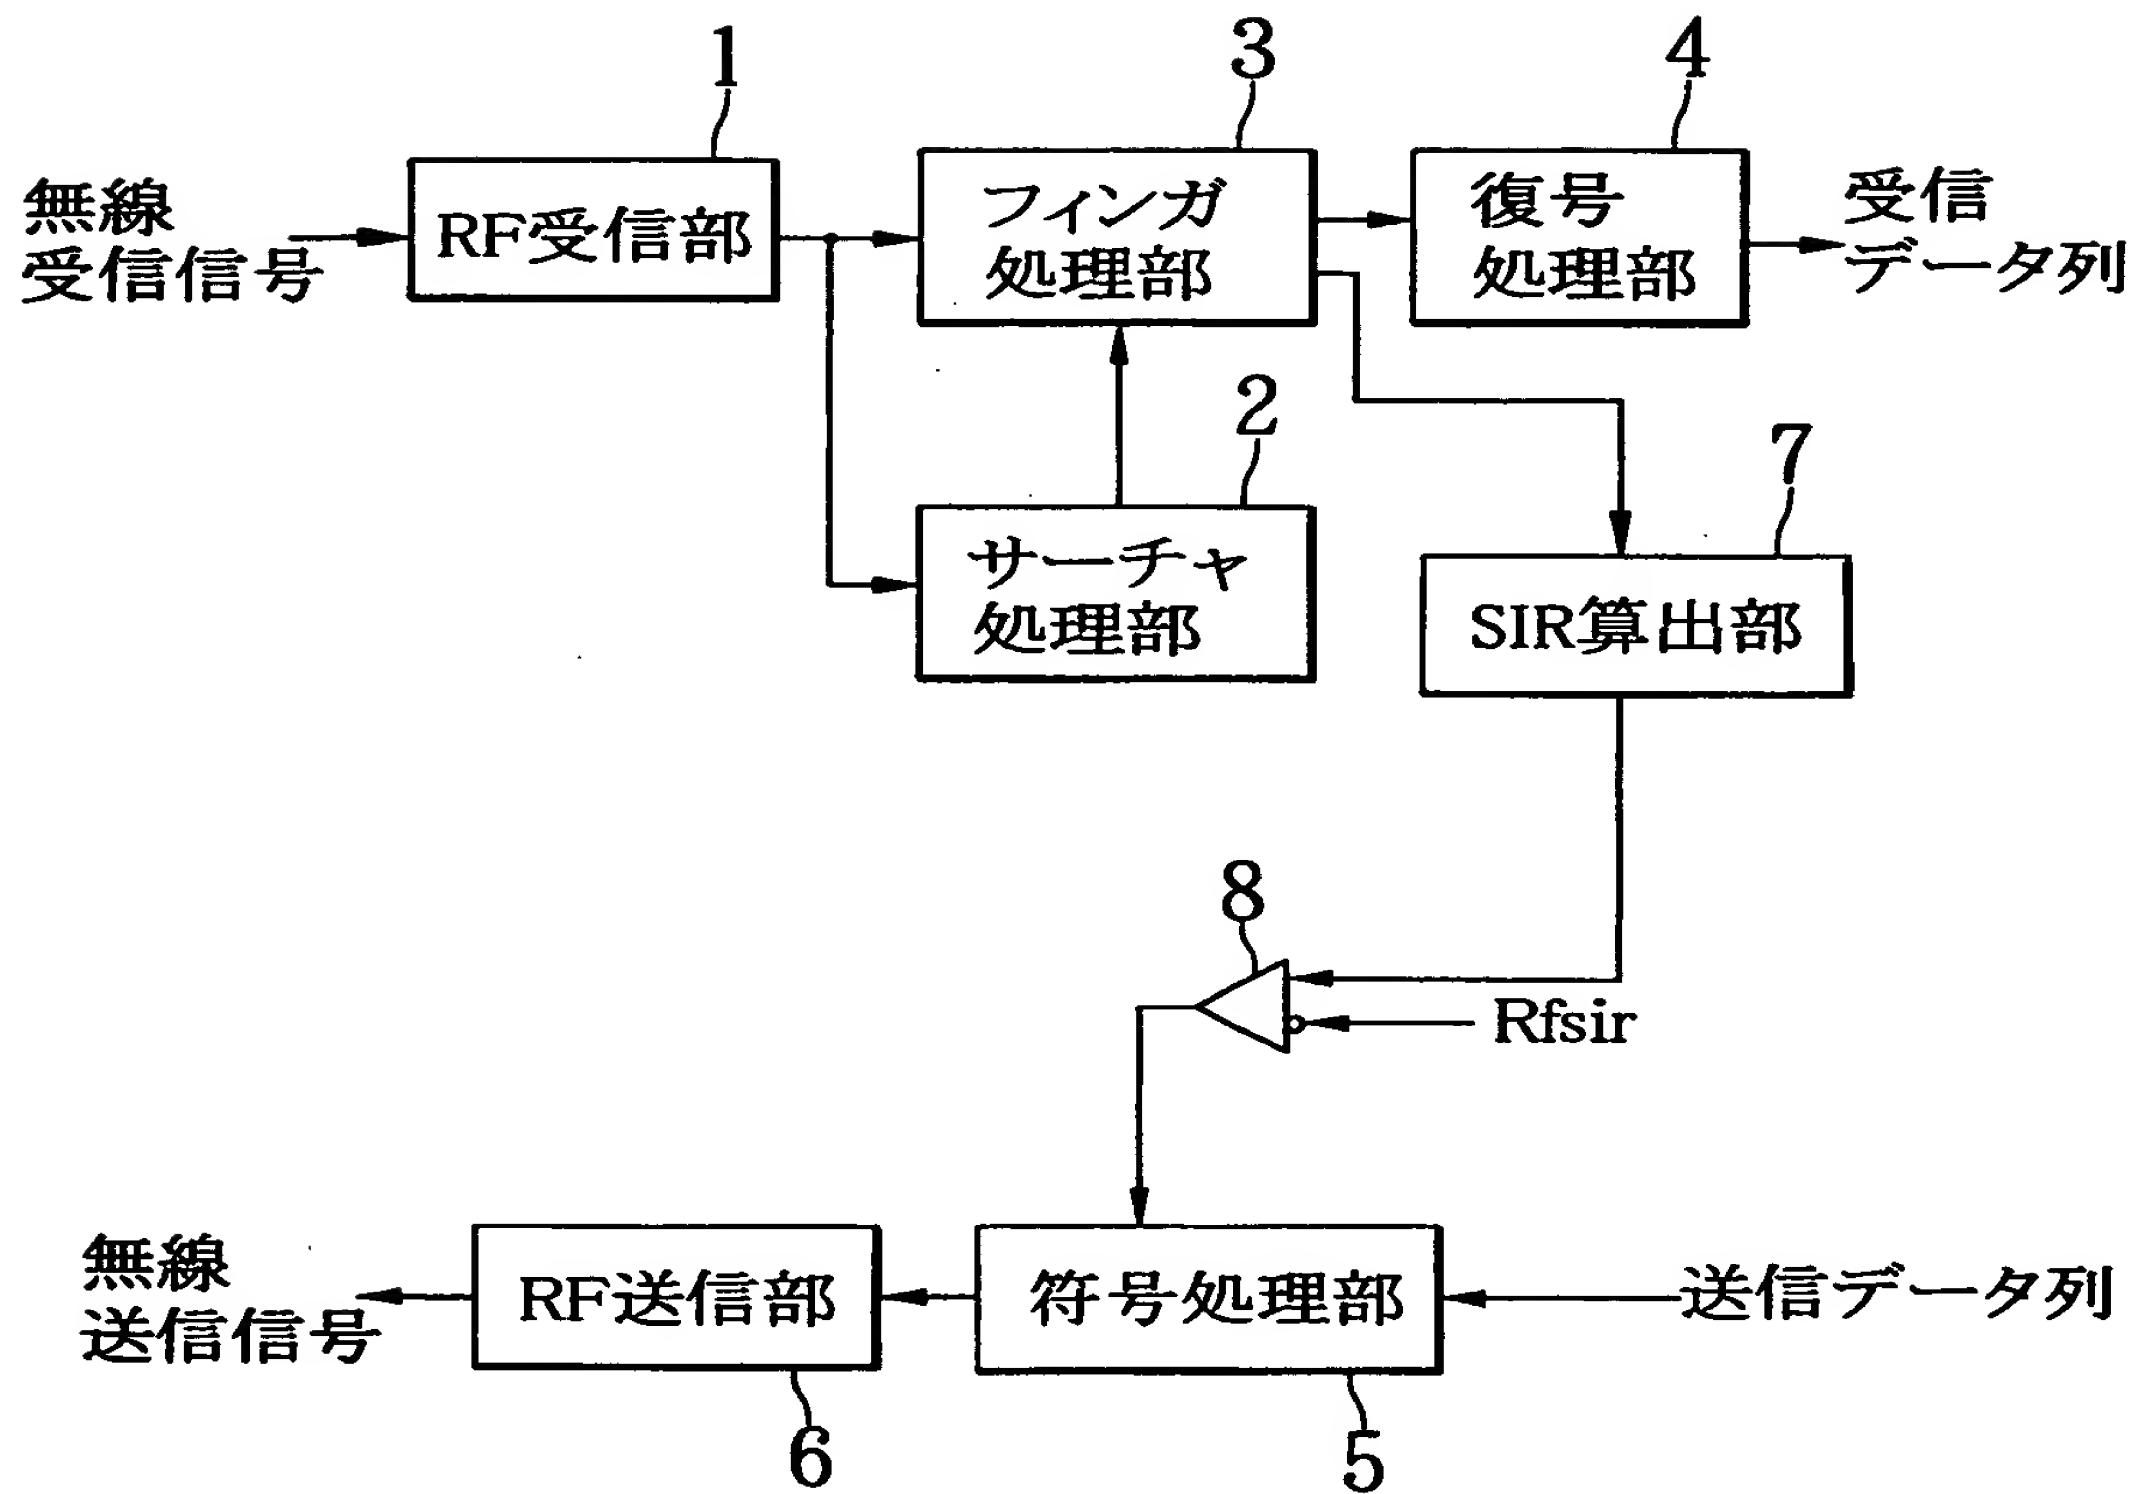 1
3
4
無線
受信信号
RF受信部
フィンガ
処理部
復号
処理部
受信
データ列
2
サーチャ
処理部
7
SIR算出部
8
Rfsir
無線
送信信号
RF送信部
符号処理部
送信データ列
6
5